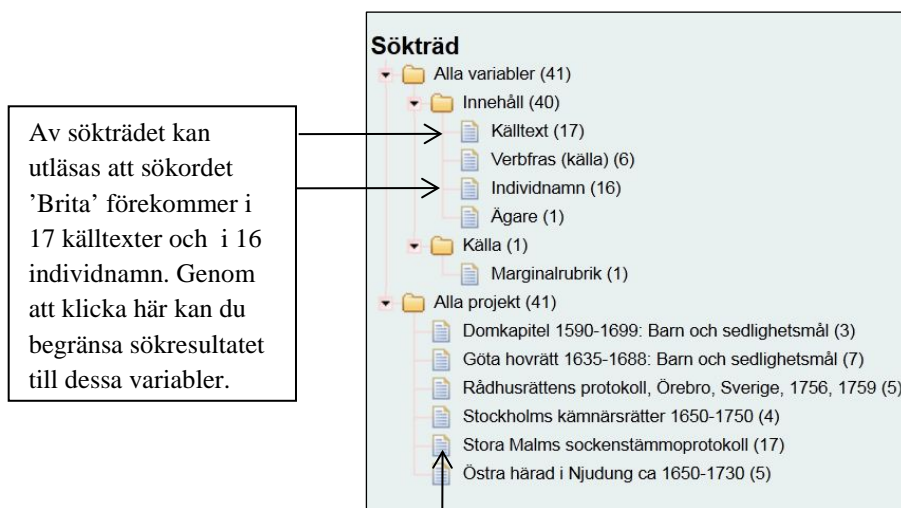 Sökträd
Alla variabler (41)
Innehåll (40)
Källtext (17)
Verbfras (källa) (6)
Individnamn (16)
Ägare (1)
Källa (1)
Marginalrubrik (1)
Alla projekt (41)
Domkapitel 1590-1699: Barn och sedlighetsmål (3)
Göta hovrätt 1635-1688: Barn och sedlighetsmål (7)
Rådhusrättens protokoll, Örebro, Sverige, 1756, 1759 (5)
Stockholms kämnärsrätter 1650-1750 (4)
Stora Malms sockenstämmoprotokoll (17)
Östra härad i Njudung ca 1650-1730 (5)
Av sökträdet kan
utläsas att sökordet
’Brita’ förekommer i
17 källtexter och i 16
individnamn. Genom
att klicka här kan du
begränsa sökresultatet
till dessa variabler.